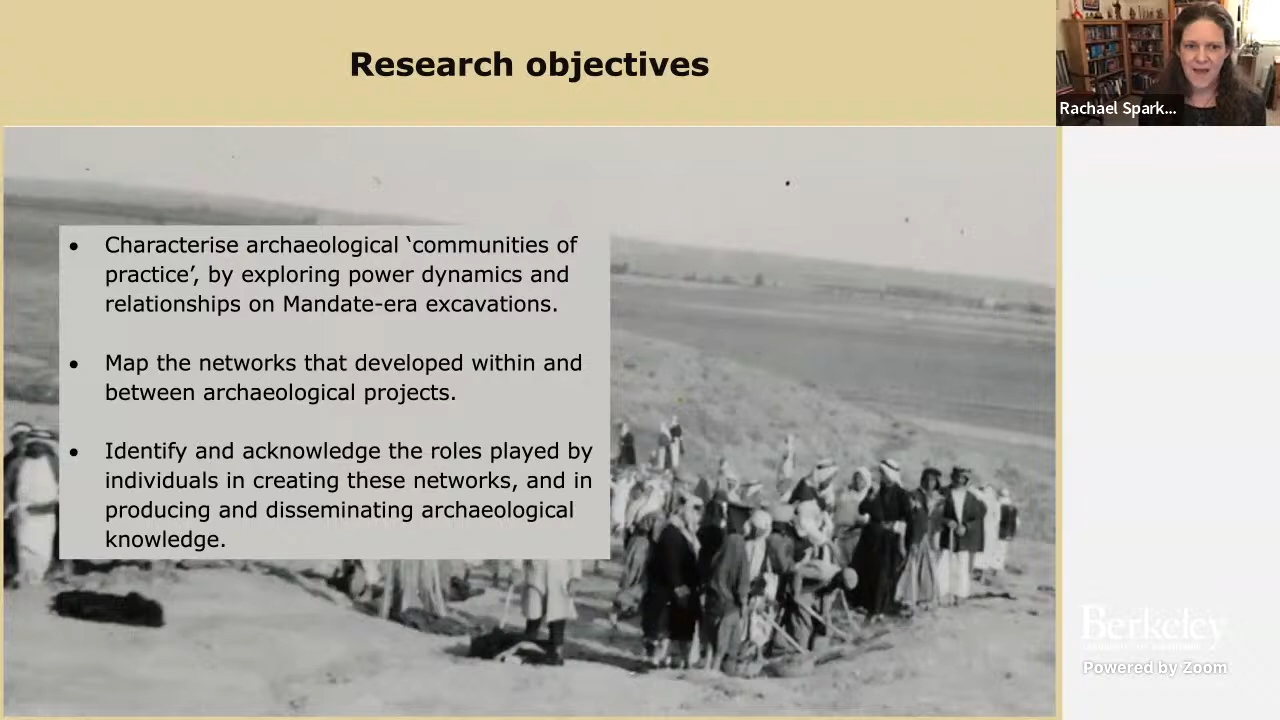 Research objectives
Rachael Spark...
• Characterise archaeological ‘communities of
practice’, by exploring power dynamics and
relationships on Mandate-era excavations.
• Map the networks that developed within and
between archaeological projects.
• Identify and acknowledge the roles played by
individuals in creating these networks, and in
producing and disseminating archaeological
knowledge.
Berkeley
Powered by Zoom